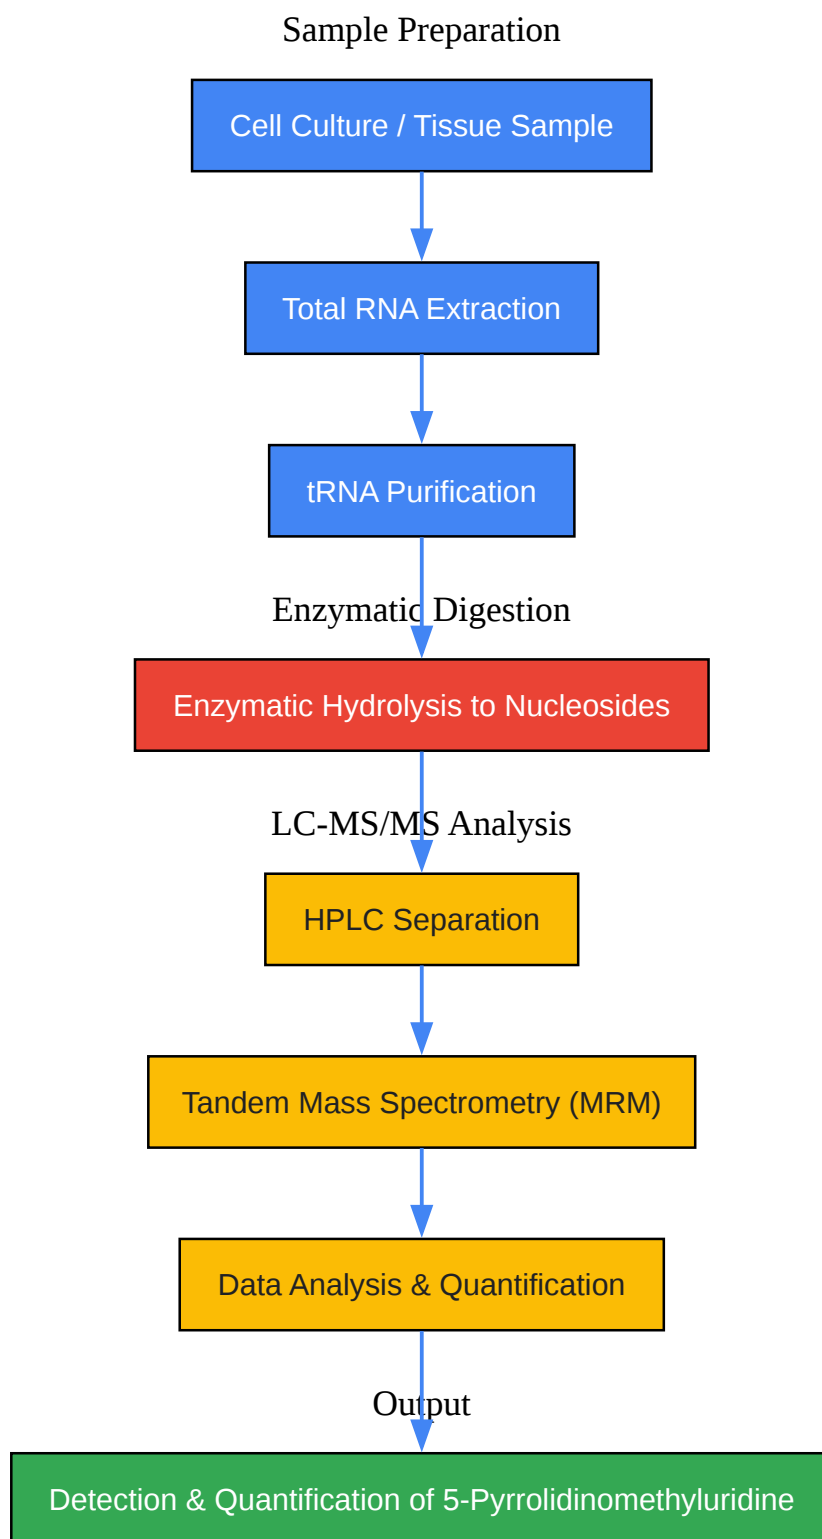 Sample Preparation
Cell Culture / Tissue Sample
Total RNA Extraction
tRNA Purification
Enzymatic Digestion
Enzymatic Hydrolysis to Nucleosides
LC-MS/MS Analysis
HPLC Separation
Tandem Mass Spectrometry (MRM)
Data Analysis & Quantification
Output
Detection & Quantification of 5-Pyrrolidinomethyluridine